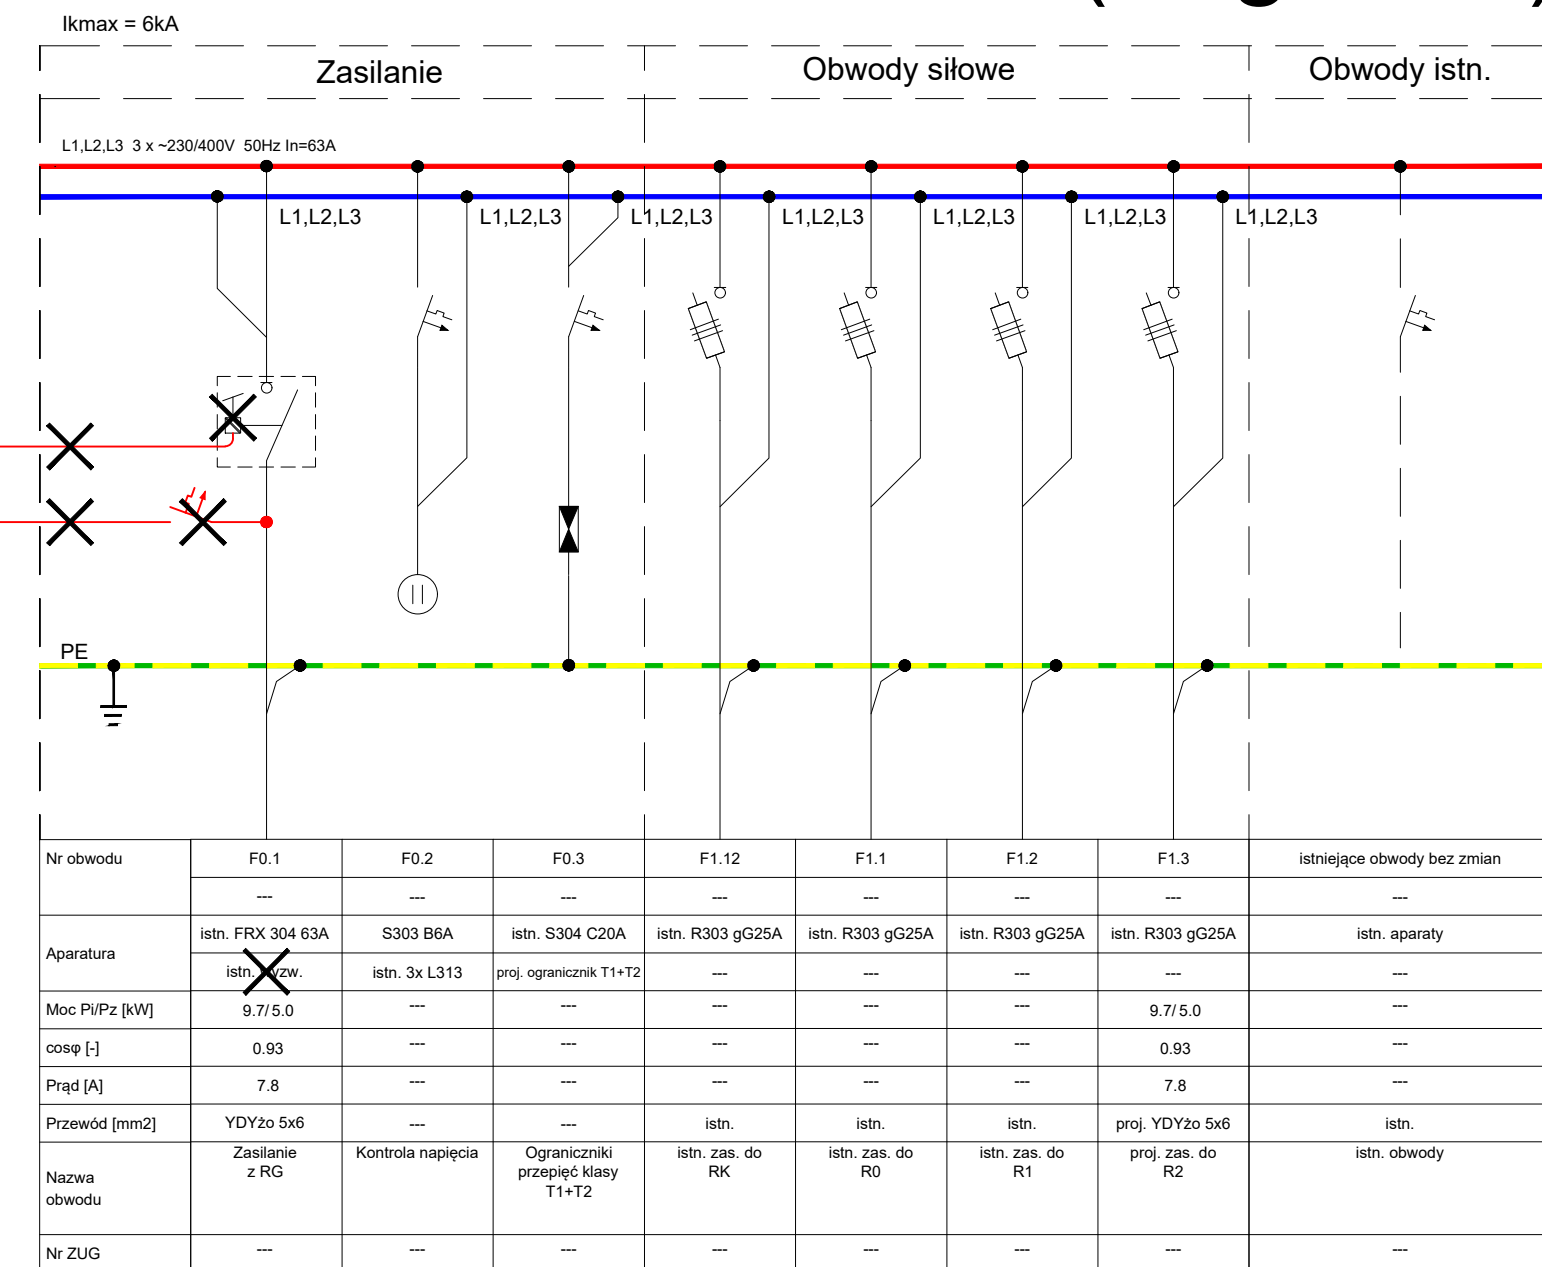 Ikmax = 6kA
Zasilanie
Obwody siłowe
Obwody istn.
L1,L2,L3 3 x ~230/400V 50Hz In=63A
L1,L2,L3
L1,L2,L3
L1,L2,L3
L1,L2,L3
L1,L2,L3
L1,L2,L3
L1,L2,L3
PE
Nr obwodu F0.1 F0.2 F0.3 F1.12 F1.1 F1.2 F1.3 istniejące obwody bez zmian
--- --- --- --- --- --- --- ---
Aparatura
istn. FRX 304 63A S303 B6A istn. S304 C20A istn. R303 gG25A istn. R303 gG25A istn. R303 gG25A istn. R303 gG25A istn. aparaty
istn. wyzw. istn. 3x L313 proj. ogranicznik T1+T2 --- --- --- --- ---
Moc Pi/Pz [kW] 9.7/5.0 --- --- --- --- --- 9.7/5.0 ---
cosφ [-] 0.93 --- --- --- --- --- 0.93 ---
Prąd [A] 7.8 --- --- --- --- --- 7.8 ---
Przewód [mm2] YDYżo 5x6 --- --- istn. istn. istn. proj. YDYżo 5x6 istn.
Nazwa
obwodu
Zasilanie
z RG
Kontrola napięcia
Ograniczniki
przepięć klasy
T1+T2
istn. zas. do
RK
istn. zas. do
R0
istn. zas. do
R1
proj. zas. do
R2
istn. obwody
Nr ZUG --- --- --- --- --- --- --- ---